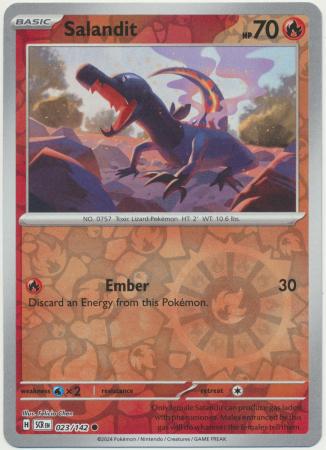 BASIC
Salandit
HP 70
NO. 0757 Toxic Lizard Pokémon HT: 2' WT: 10.6 lbs.
Ember 30
Discard an Energy from this Pokémon.
weakness ×2 resistance retreat
Illus. Felicia Chen
H SCR EN 023/142
Only female Salandit can produce gas laded
with pheromones. Males entranced by this
gas will do whatever the females tell them.
©2024 Pokémon / Nintendo / Creatures / GAME FREAK